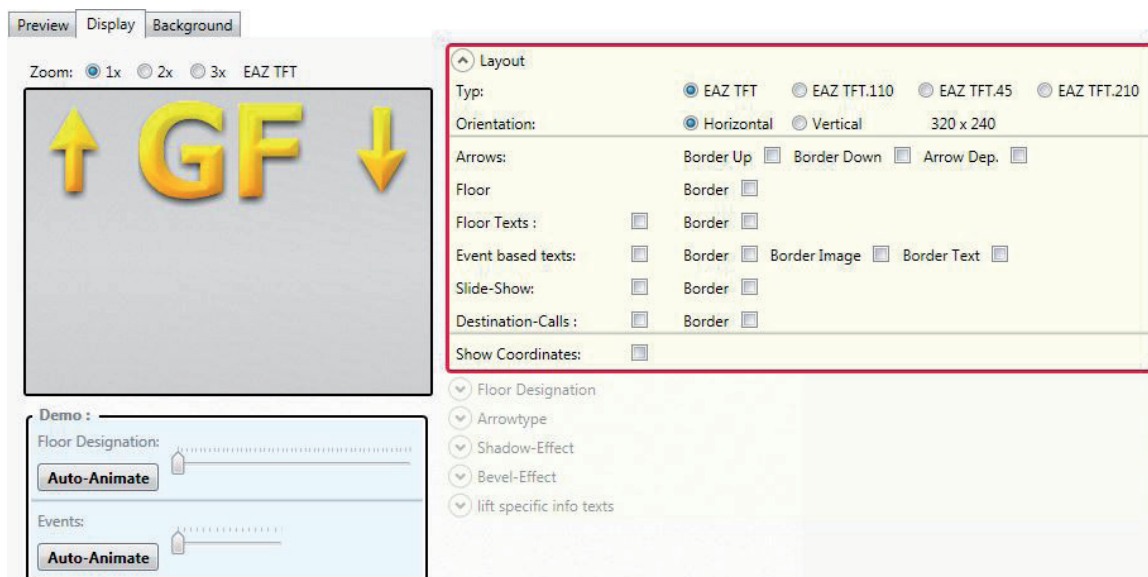 Preview Display Background
Zoom: 1x 2x 3x EAZ TFT
GF
Demo :
Floor Designation:
Auto-Animate
Events:
Auto-Animate
Layout
Typ: EAZ TFT EAZ TFT.110 EAZ TFT.45 EAZ TFT.210
Orientation: Horizontal Vertical 320 x 240
Arrows: Border Up Border Down Arrow Dep.
Floor Border
Floor Texts : Border
Event based texts: Border Border Image Border Text
Slide-Show: Border
Destination-Calls : Border
Show Coordinates:
Floor Designation
Arrowtype
Shadow-Effect
Bevel-Effect
lift specific info texts